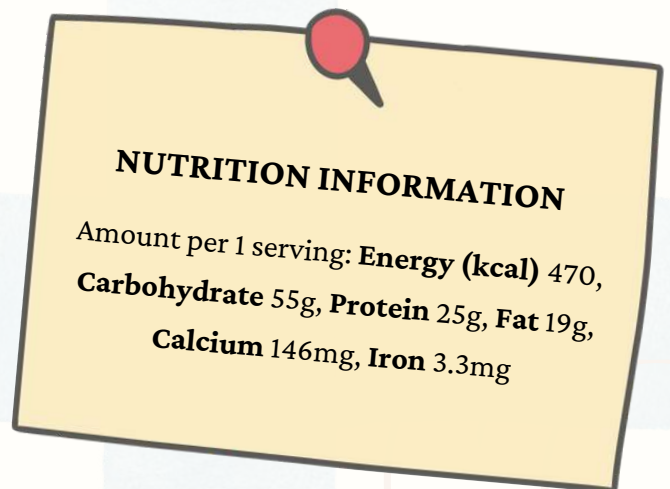 NUTRITION INFORMATION
Amount per 1 serving: Energy (kcal) 470,
Carbohydrate 55g, Protein 25g, Fat 19g,
Calcium 146mg, Iron 3.3mg